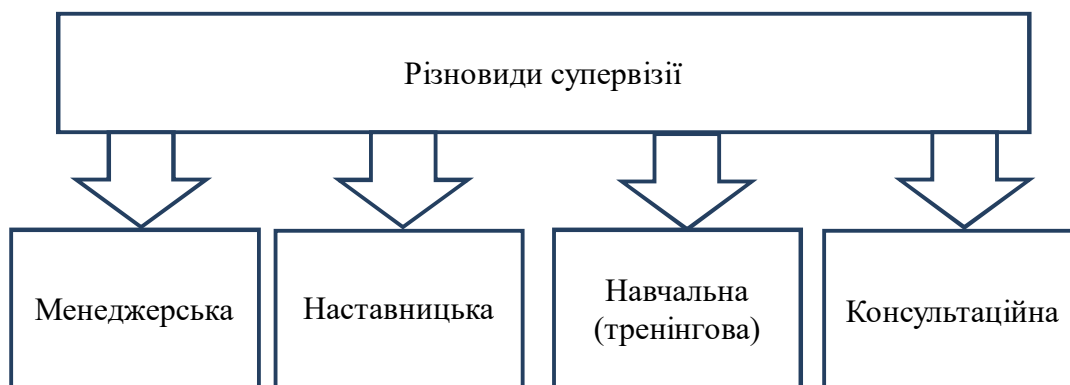 Різновиди супервізії
Менеджерська
Наставницька
Навчальна
(тренінгова)
Консультаційна